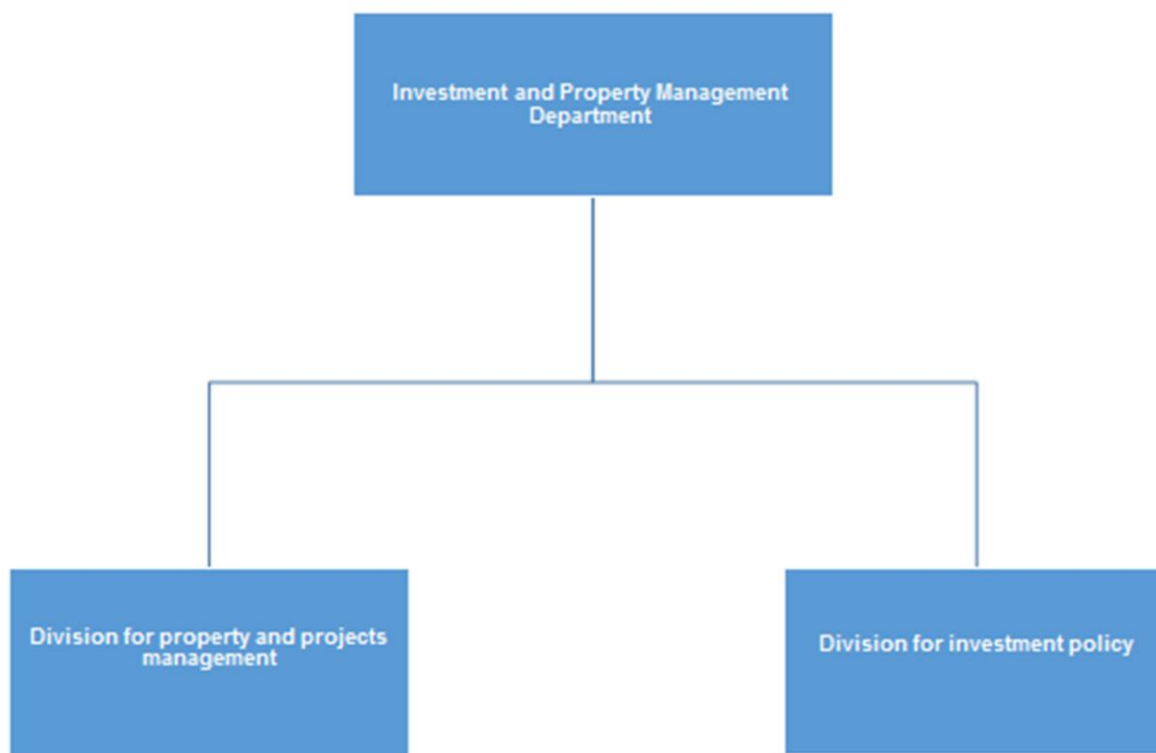 Investment and Property Management
Department
Division for property and projects
management
Division for investment policy